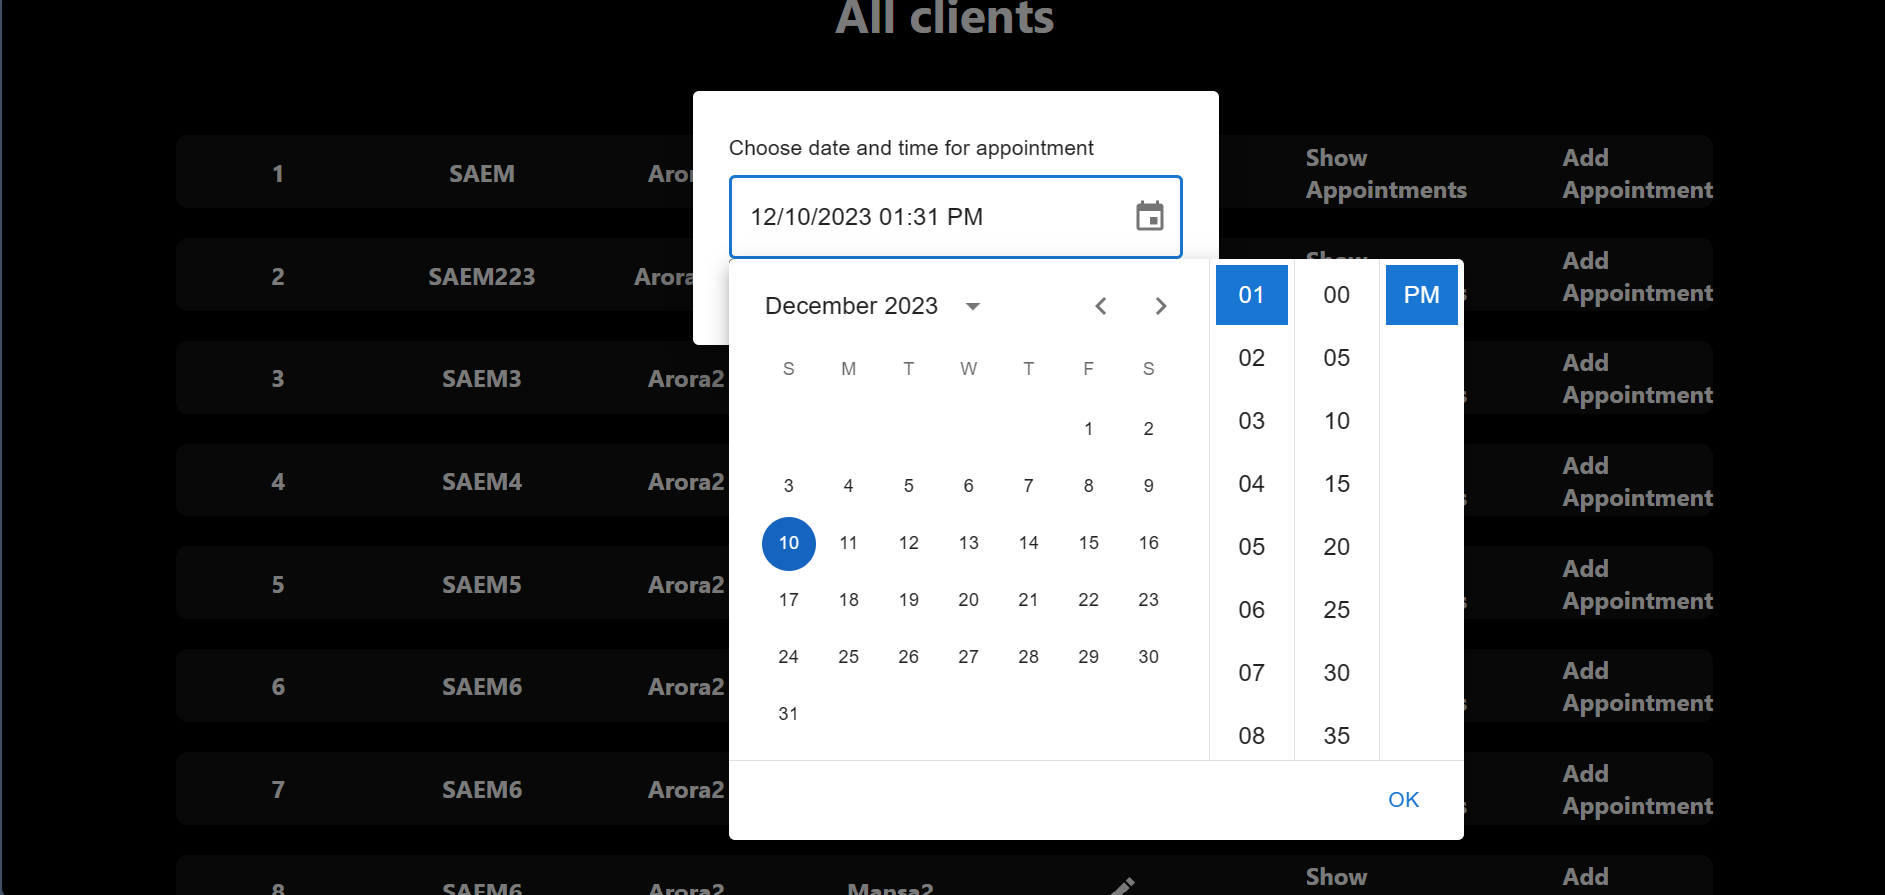 All clients
Choose date and time for appointment
12/10/2023 01:31 PM
December 2023
S M T W T F S
1 2
3 4 5 6 7 8 9
10 11 12 13 14 15 16
17 18 19 20 21 22 23
24 25 26 27 28 29 30
31
01 00 PM
02 05
03 10
04 15
05 20
06 25
07 30
08 35
OK
1 SAEM Aror Show Appointments Add Appointment
2 SAEM223 Arora Show Add Appointment
3 SAEM3 Arora2 Add Appointment
4 SAEM4 Arora2 Add Appointment
5 SAEM5 Arora2 Add Appointment
6 SAEM6 Arora2 Add Appointment
7 SAEM6 Arora2 Add Appointment
8 SAEM6 Arora2 Mansa2 Show Add